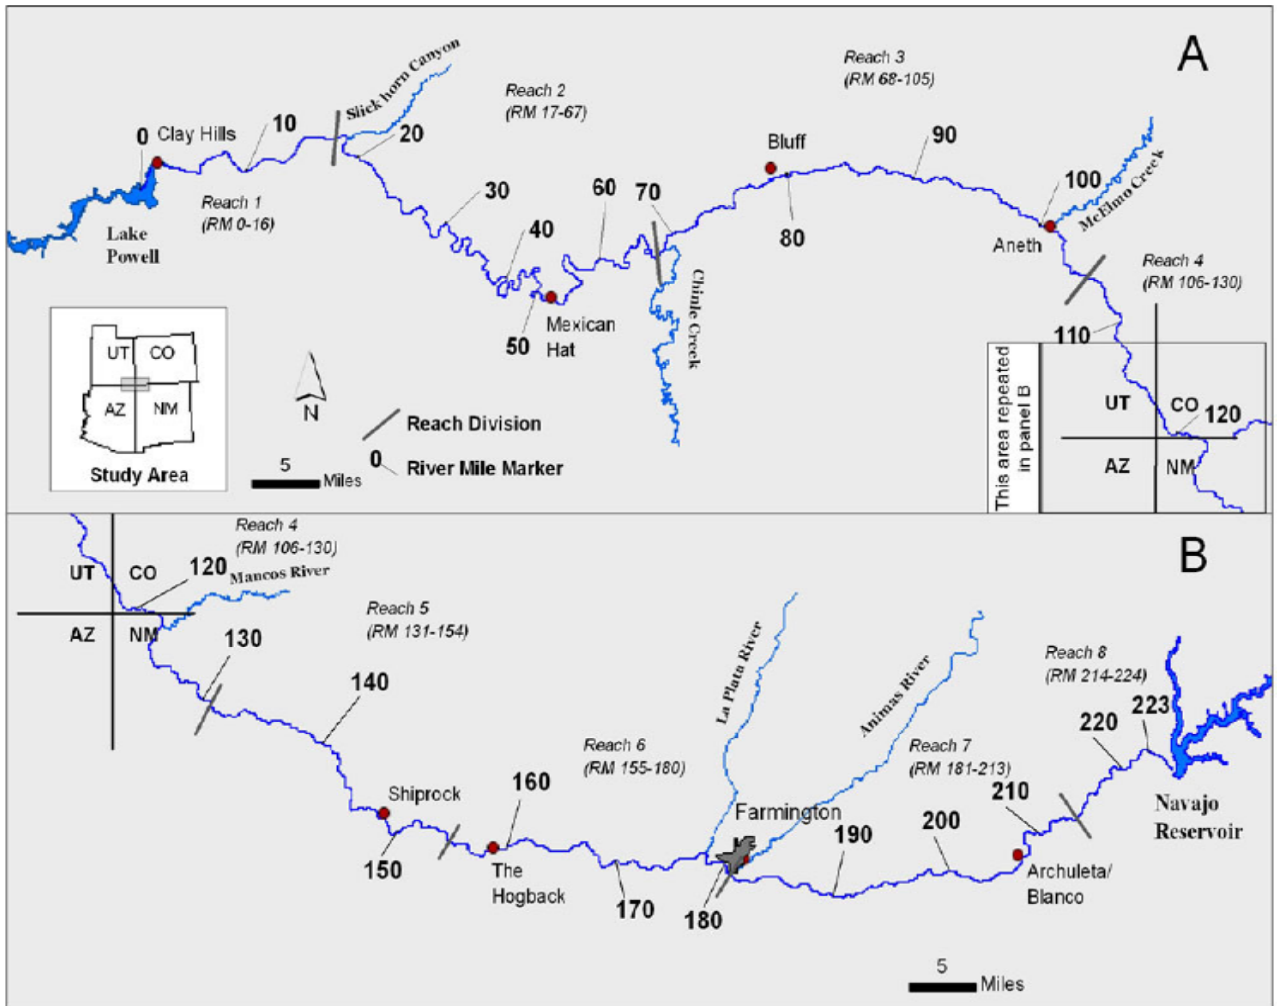 A
Slickhorn Canyon
Reach 2
(RM 17-67)
Reach 3
(RM 68-105)
0
Clay Hills
10
20
Bluff
90
100
McElmo Creek
Reach 1
(RM 0-16)
30
60
70
40
80
Aneth
Lake
Powell
Reach 4
(RM 106-130)
Chinle Creek
Mexican
Hat
50
110
UT
CO
AZ
NM
Study Area
N
Reach Division
0
River Mile Marker
5
Miles
This area repeated
in panel B
UT
CO
120
AZ
NM
B
Reach 4
(RM 106-130)
UT
CO
120
Mancos River
AZ
NM
130
Reach 5
(RM 131-154)
140
La Plata River
Animas River
Reach 8
(RM 214-224)
220
223
Reach 6
(RM 155-180)
Reach 7
(RM 181-213)
160
Shiprock
210
Farmington
Navajo
Reservoir
190
200
150
The
Hogback
170
180
Archuleta/
Blanco
5
Miles